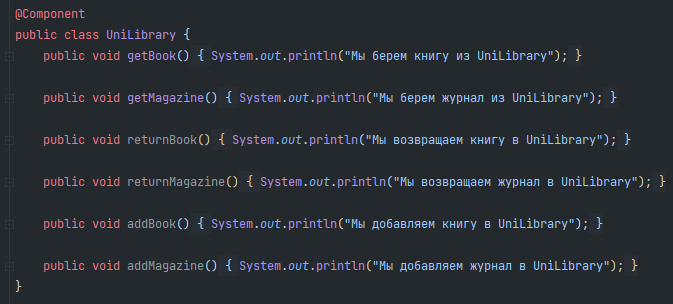 @Component
public class UniLibrary {
public void getBook() { System.out.println("Мы берем книгу из UniLibrary"); }
public void getMagazine() { System.out.println("Мы берем журнал из UniLibrary"); }
public void returnBook() { System.out.println("Мы возвращаем книгу в UniLibrary"); }
public void returnMagazine() { System.out.println("Мы возвращаем журнал в UniLibrary"); }
public void addBook() { System.out.println("Мы добавляем книгу в UniLibrary"); }
public void addMagazine() { System.out.println("Мы добавляем журнал в UniLibrary"); }
}